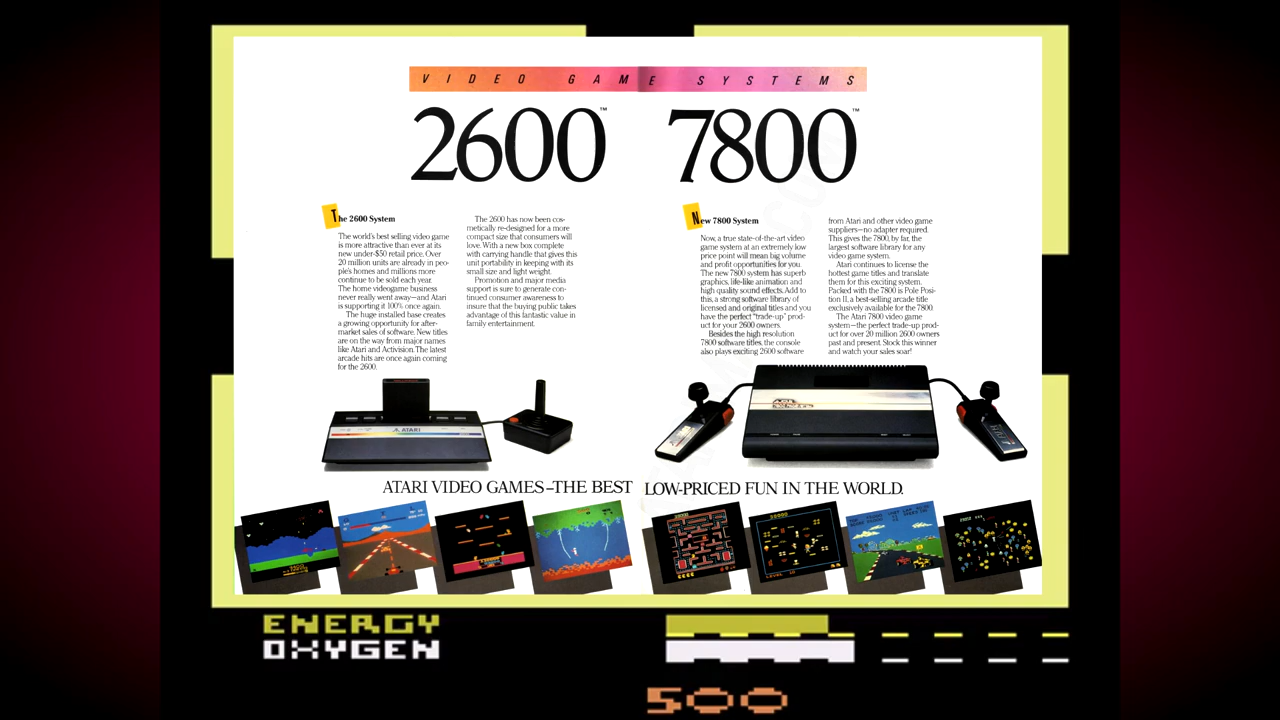 VIDEO GAME SYSTEMS
2600™ 7800™
The 2600 System
The world's best selling video game
is more attractive than ever at its
new under-$50 retail price. Over
20 million units are already in peo-
ple's homes and millions more
continue to be sold each year.
The home videogame business
never really went away—and Atari
is supporting it 100% once again.
The huge installed base creates
a growing opportunity for after-
market sales of software. New titles
are on the way from major names
like Atari and Activision. The latest
arcade hits are once again coming
for the 2600.
The 2600 has now been cos-
metically re-designed for a more
compact size that consumers will
love. With a new box complete
with carrying handle that gives this
unit portability in keeping with its
small size and light weight.
Promotion and major media
support is sure to generate con-
tinued consumer awareness to
insure that the buying public takes
advantage of this fantastic value in
family entertainment.
New 7800 System
Now, a true state-of-the-art video
game system at an extremely low
price point will mean big volume
and profit opportunities for you.
The new 7800 system has superb
graphics, life-like animation and
high quality sound effects. Add to
this, a strong software library of
licensed and original titles and you
have the perfect "trade-up" prod-
uct for your 2600 owners.
Besides the high resolution
7800 software titles, the console
also plays exciting 2600 software
from Atari and other video game
suppliers—no adapter required.
This gives the 7800, by far, the
largest software library for any
video game system.
Atari continues to license the
hottest game titles and translate
them for this exciting system.
Packed with the 7800 is Pole Posi-
tion II, a best-selling arcade title
exclusively available for the 7800.
The Atari 7800 video game
system—the perfect trade-up prod-
uct for over 20 million 2600 owners
past and present. Stock this winner
and watch your sales soar!
ATARI
ATARI VIDEO GAMES—THE BEST LOW-PRICED FUN IN THE WORLD.
ENERGY
OXYGEN
500